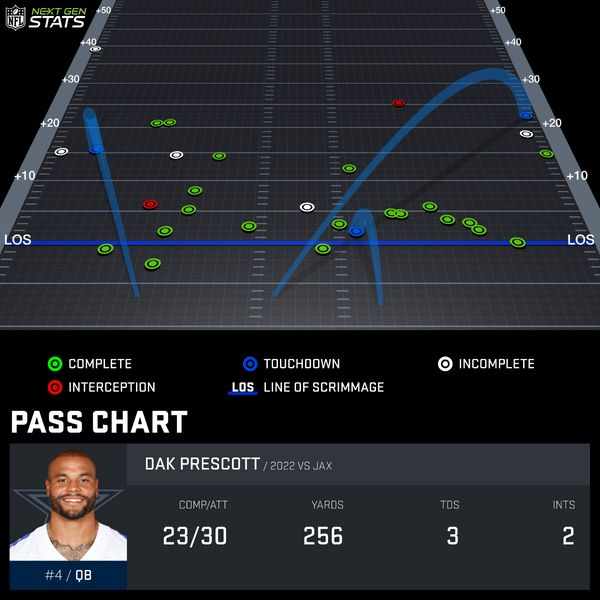 NFL NEXT GEN STATS
+50 +50
+40 +40
+30 +30
+20 +20
+10 +10
LOS LOS
COMPLETE TOUCHDOWN INCOMPLETE
INTERCEPTION LOS LINE OF SCRIMMAGE
PASS CHART
DAK PRESCOTT / 2022 VS JAX
COMP/ATT YARDS TDS INTS
23/30 256 3 2
#4 / QB